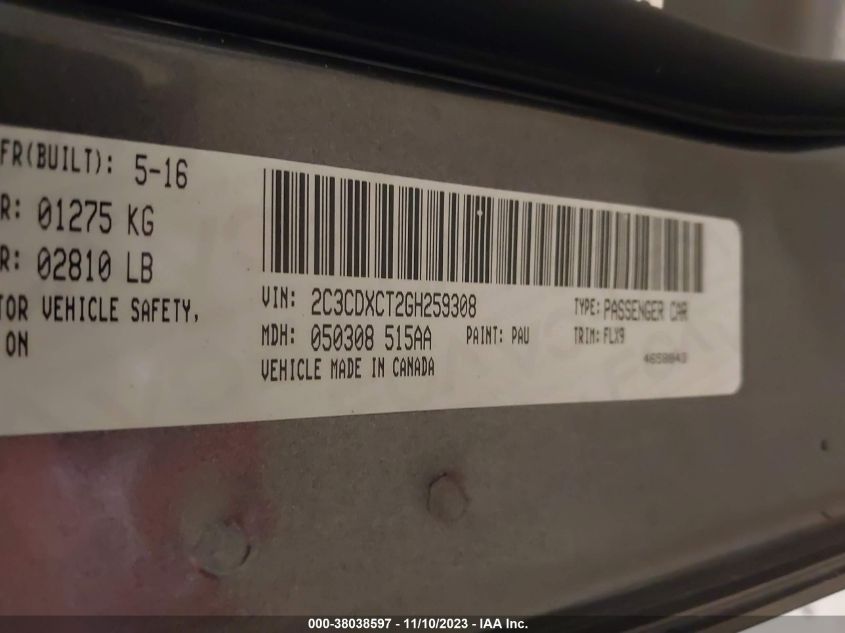 FR(BUILT): 5-16
R: 01275 KG
R: 02810 LB
TOR VEHICLE SAFETY,
ON
VIN: 2C3CDXCT2GH259308 TYPE: PASSENGER CAR
MDH: 050308 515AA PAINT: PAU TRIM: FLX9
VEHICLE MADE IN CANADA
000-38038597 - 11/10/2023 - IAA Inc.